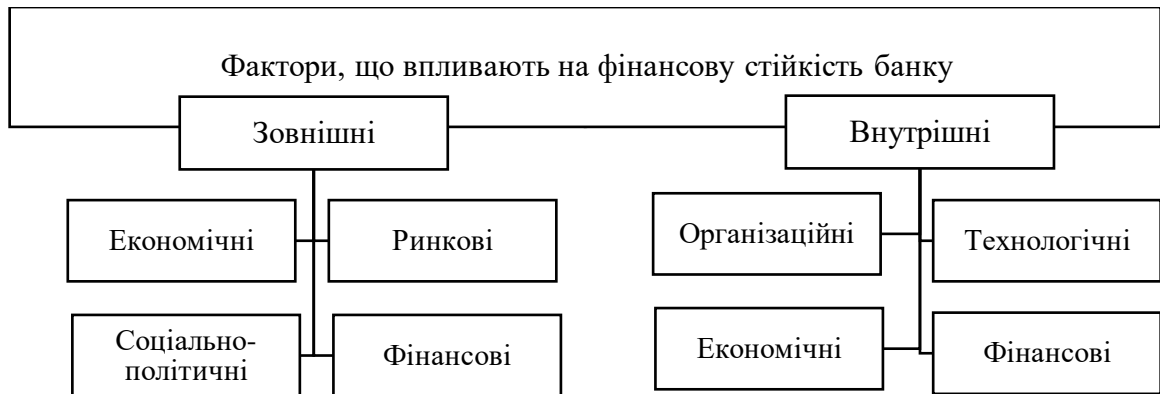 Фактори, що впливають на фінансову стійкість банку
Зовнішні
Внутрішні
Економічні
Ринкові
Організаційні
Технологічні
Соціально-
політичні
Фінансові
Економічні
Фінансові